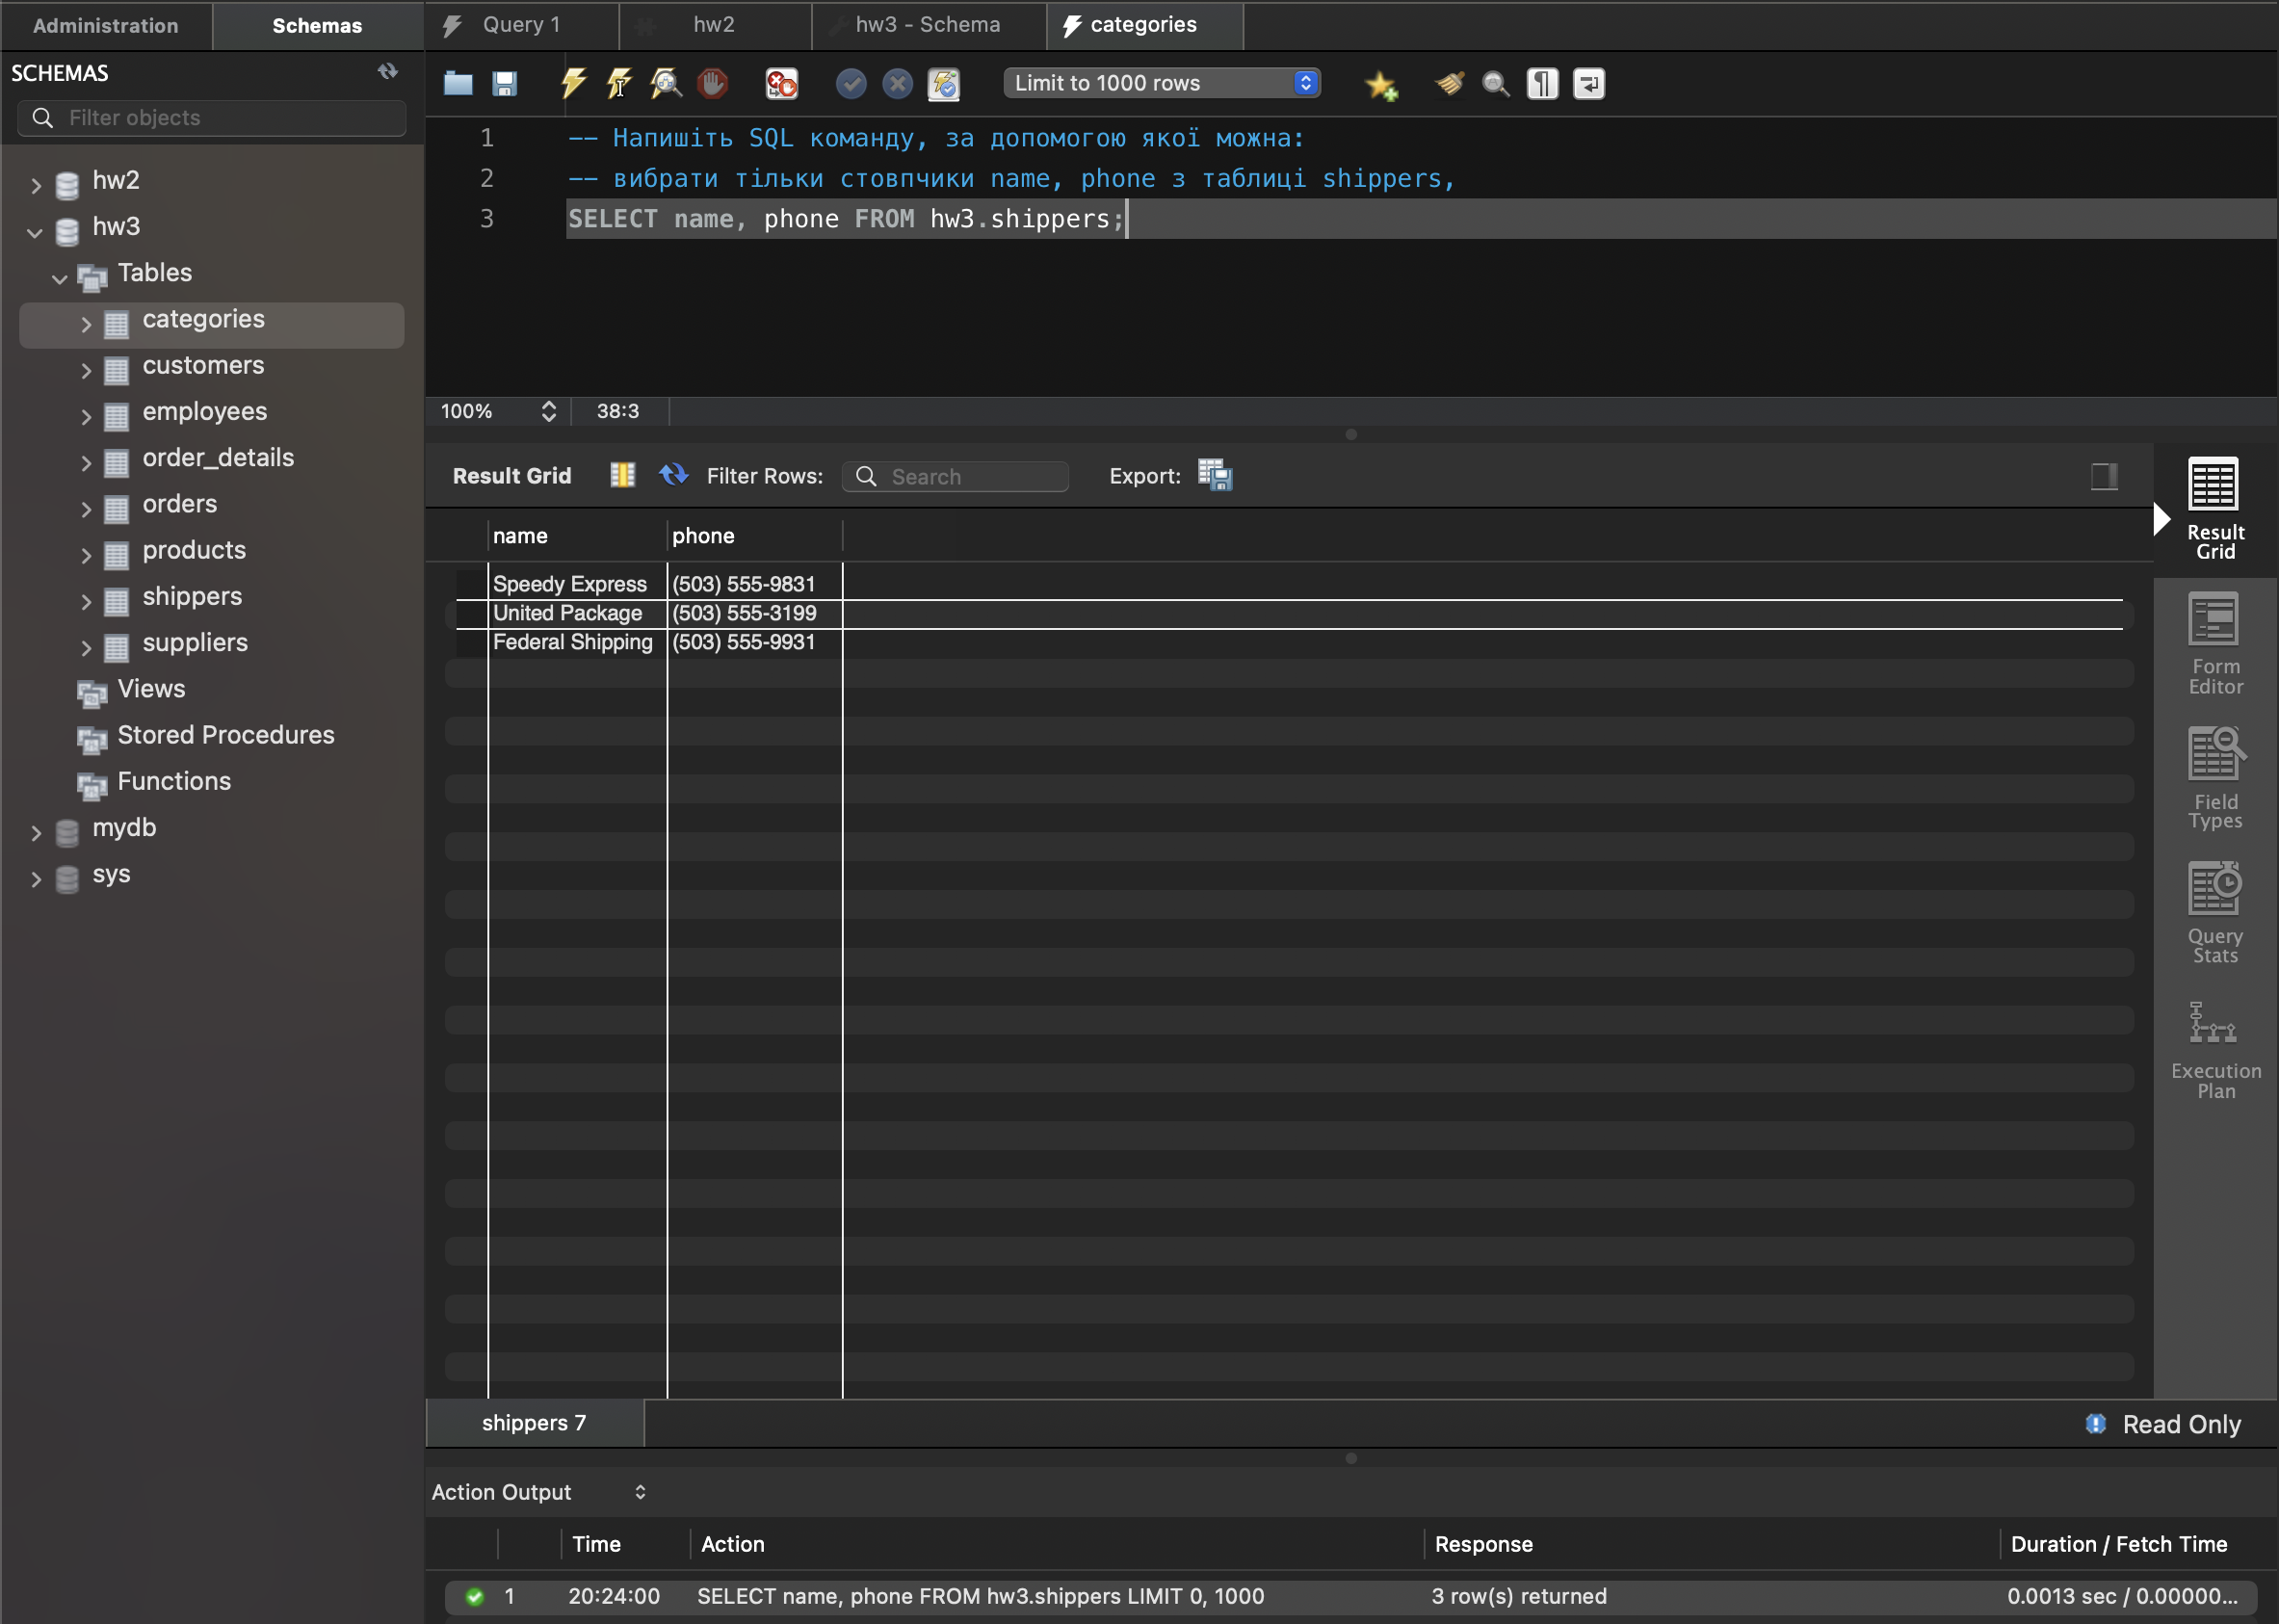 Administration
Schemas
Query 1
hw2
hw3 - Schema
categories
SCHEMAS
Filter objects
Limit to 1000 rows
hw2
hw3
Tables
categories
customers
employees
order_details
orders
products
shippers
suppliers
Views
Stored Procedures
Functions
mydb
sys
1 -- Напишіть SQL команду, за допомогою якої можна:
2 -- вибрати тільки стовпчики name, phone з таблиці shippers,
3 SELECT name, phone FROM hw3.shippers;
100% 38:3
Result Grid Filter Rows: Search Export:
name phone
Speedy Express (503) 555-9831
United Package (503) 555-3199
Federal Shipping (503) 555-9931
Result
Grid
Form
Editor
Field
Types
Query
Stats
Execution
Plan
shippers 7
Read Only
Action Output
Time Action Response Duration / Fetch Time
1 20:24:00 SELECT name, phone FROM hw3.shippers LIMIT 0, 1000 3 row(s) returned 0.0013 sec / 0.00000...